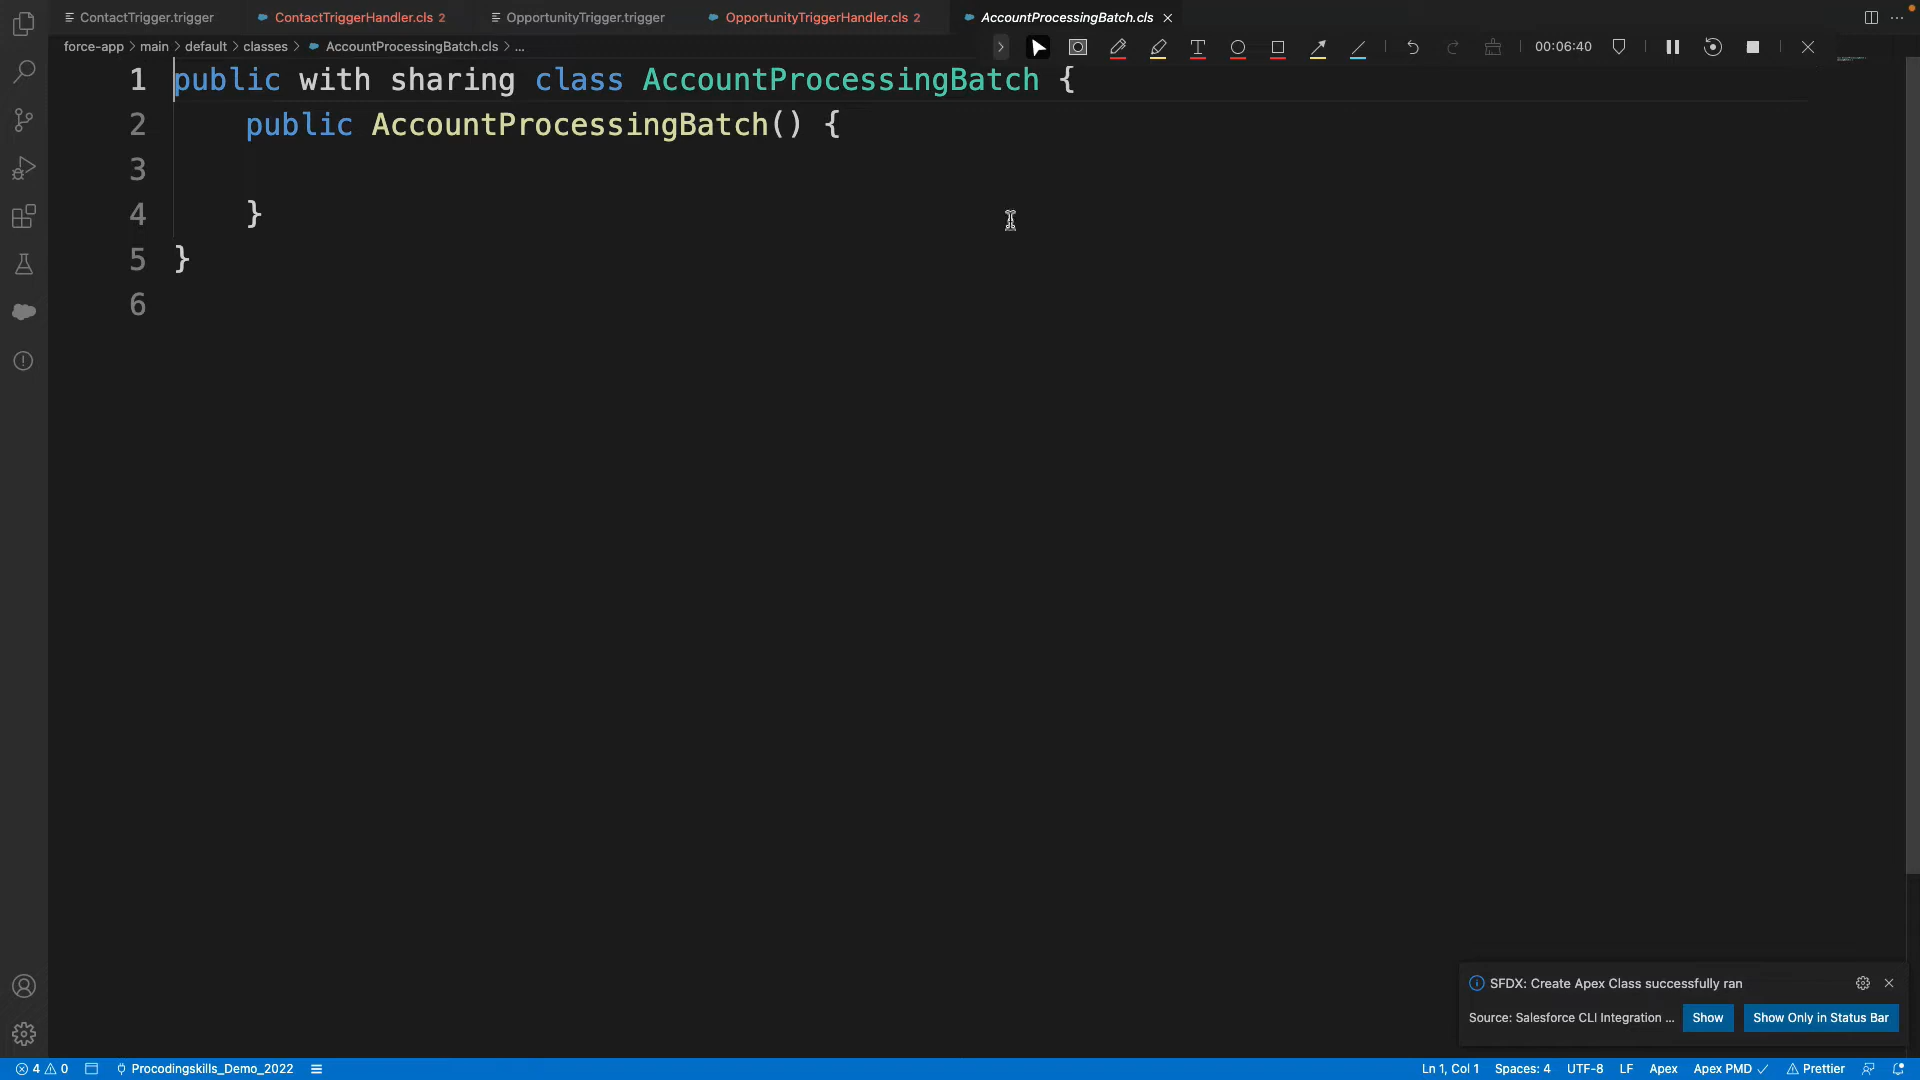 ContactTrigger.trigger
ContactTriggerHandler.cls 2
OpportunityTrigger.trigger
OpportunityTriggerHandler.cls 2
AccountProcessingBatch.cls
force-app > main > default > classes > AccountProcessingBatch.cls > ...
00:06:40
1 public with sharing class AccountProcessingBatch {
2 public AccountProcessingBatch() {
3
4 }
5 }
6
SFDX: Create Apex Class successfully ran
Source: Salesforce CLI Integration ...
Show
Show Only in Status Bar
4 0
Procodingskills_Demo_2022
Ln 1, Col 1
Spaces: 4
UTF-8
LF
Apex
Apex PMD
Prettier